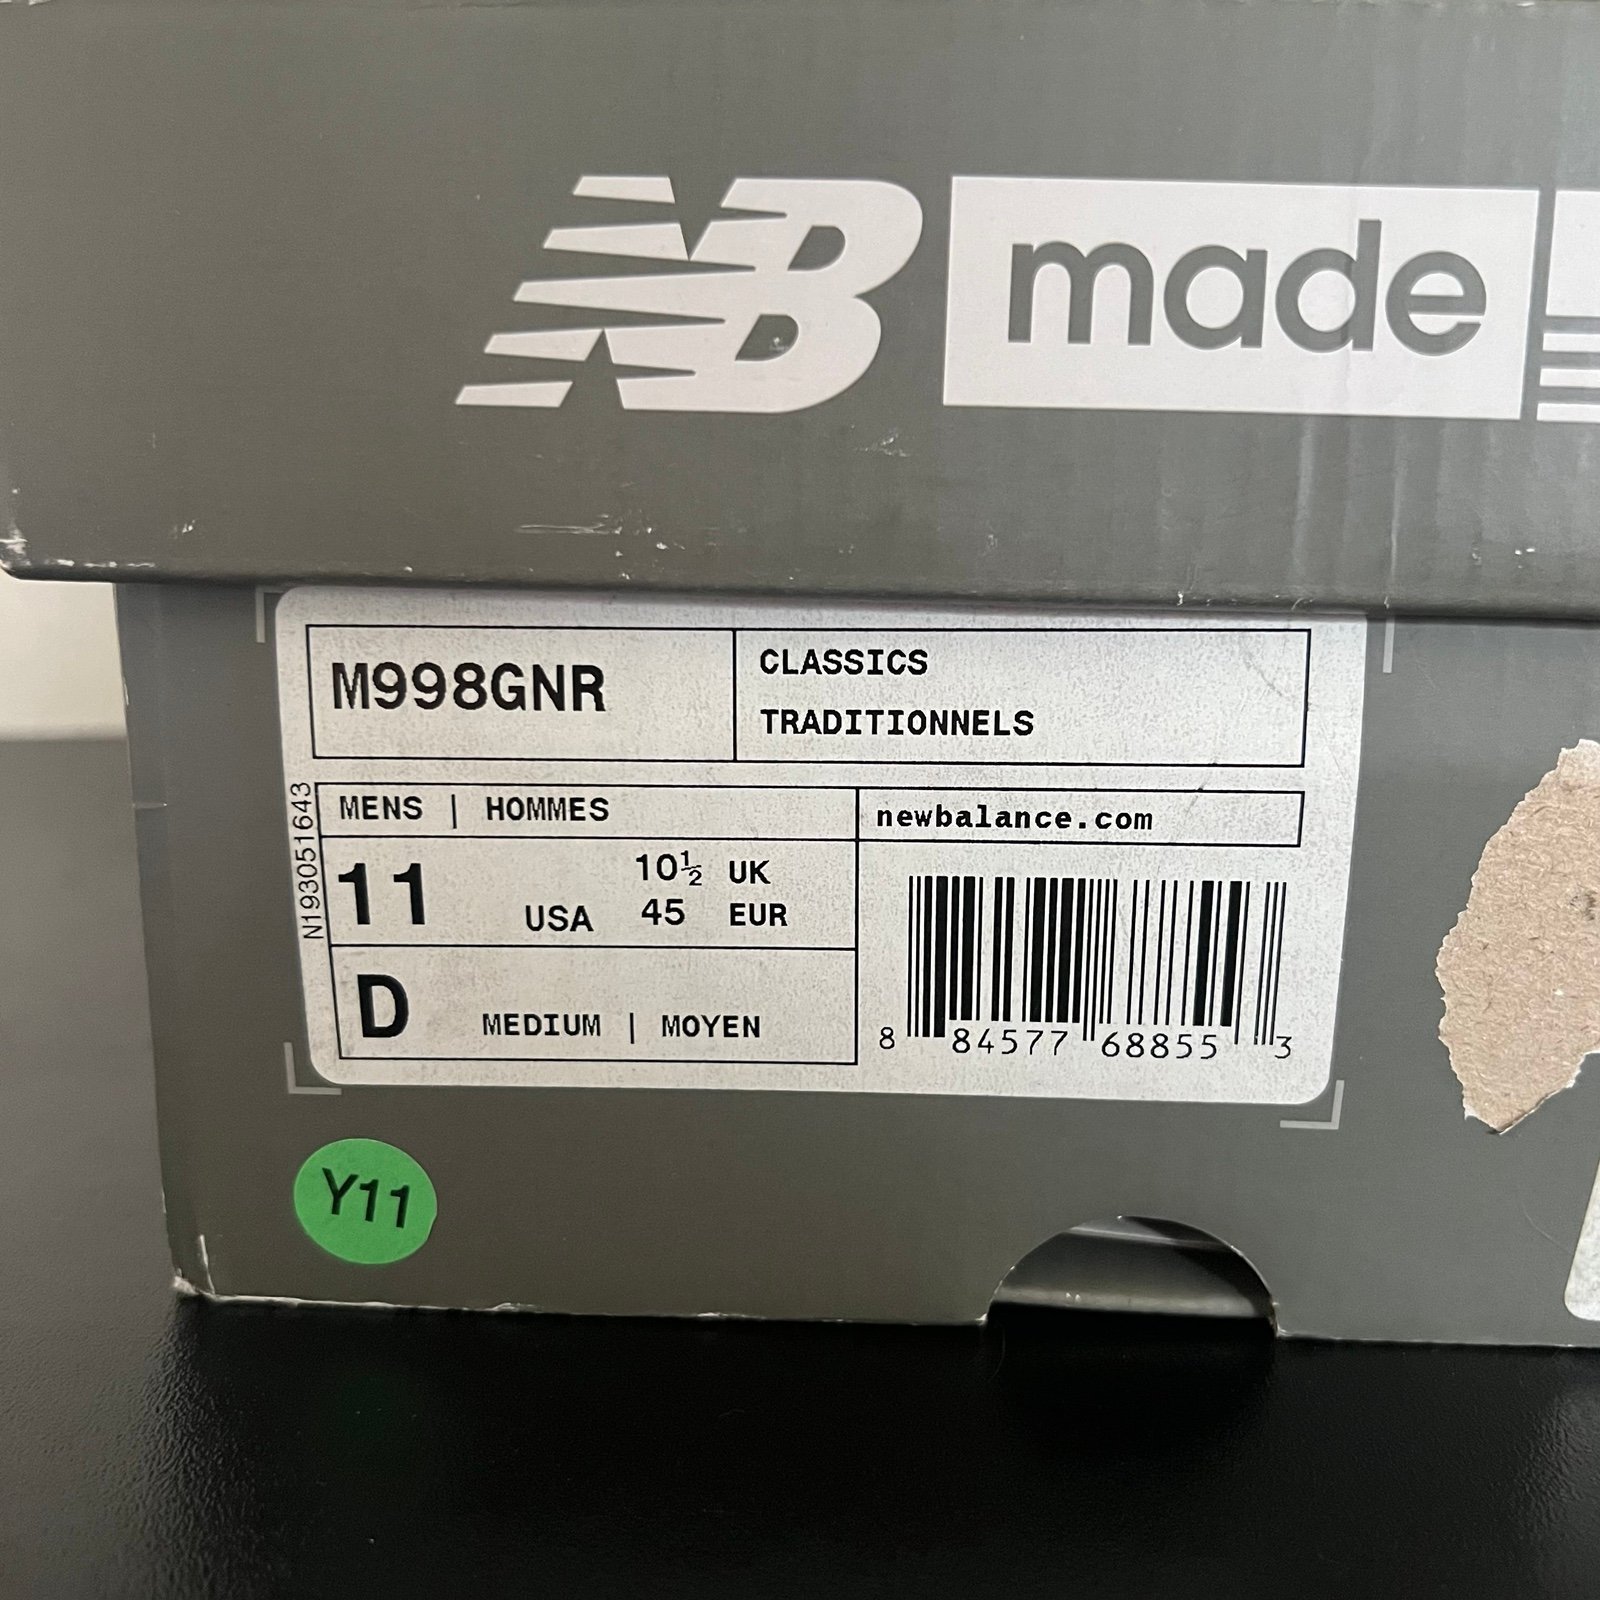 NB made
M998GNR
CLASSICS
TRADITIONNELS
N193051643
MENS | HOMMES
newbalance.com
11 USA
10½ UK
45 EUR
D MEDIUM | MOYEN
8 84577 68855 3
Y11